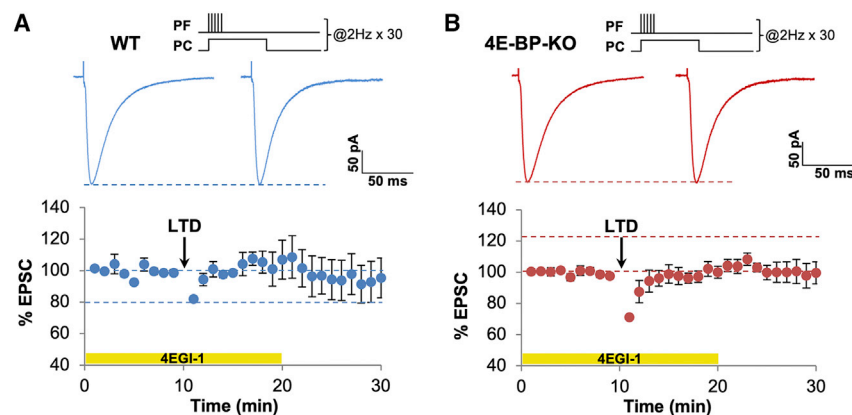 A
WT
PF
PC
@2Hz x 30
50 pA
50 ms
LTD
% EPSC
140
120
100
80
60
40
4EGI-1
0
10
20
30
Time (min)
B
4E-BP-KO
PF
PC
@2Hz x 30
50 pA
50 ms
LTD
% EPSC
140
120
100
80
60
40
4EGI-1
0
10
20
30
Time (min)